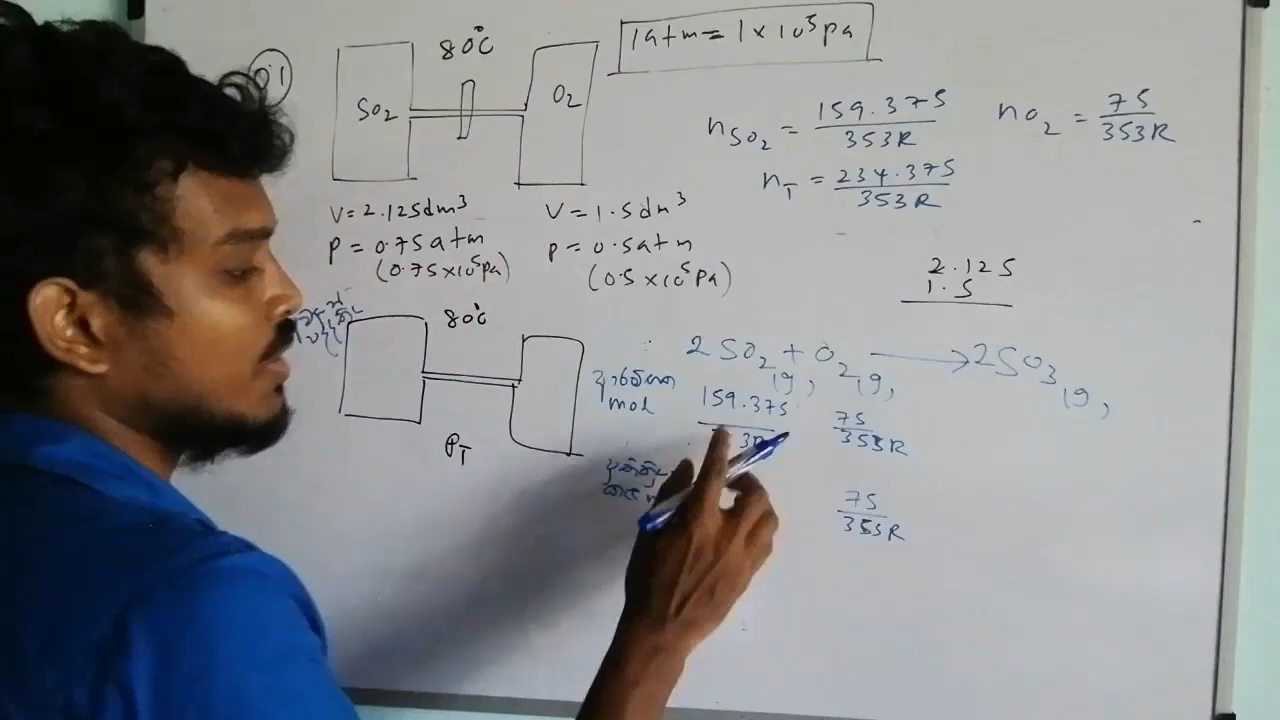 01
80°C
1atm = 1 × 10⁵pa
SO₂
O₂
V = 2.125dm³
P = 0.75atm
(0.75×10⁵pa)
V = 1.5dm³
P = 0.5atm
(0.5×10⁵pa)
nSO₂ = 159.375/353R
nO₂ = 75/353R
nT = 234.375/353R
2.125
1.5
80°C
PT
2SO₂(g) + O₂(g) → 2SO₃(g)
mol
159.375
75/353R
75/353R